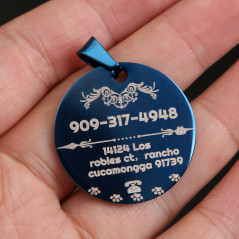 909-317-4948
14124 Los
robles ct, rancho
cucamongga 91739